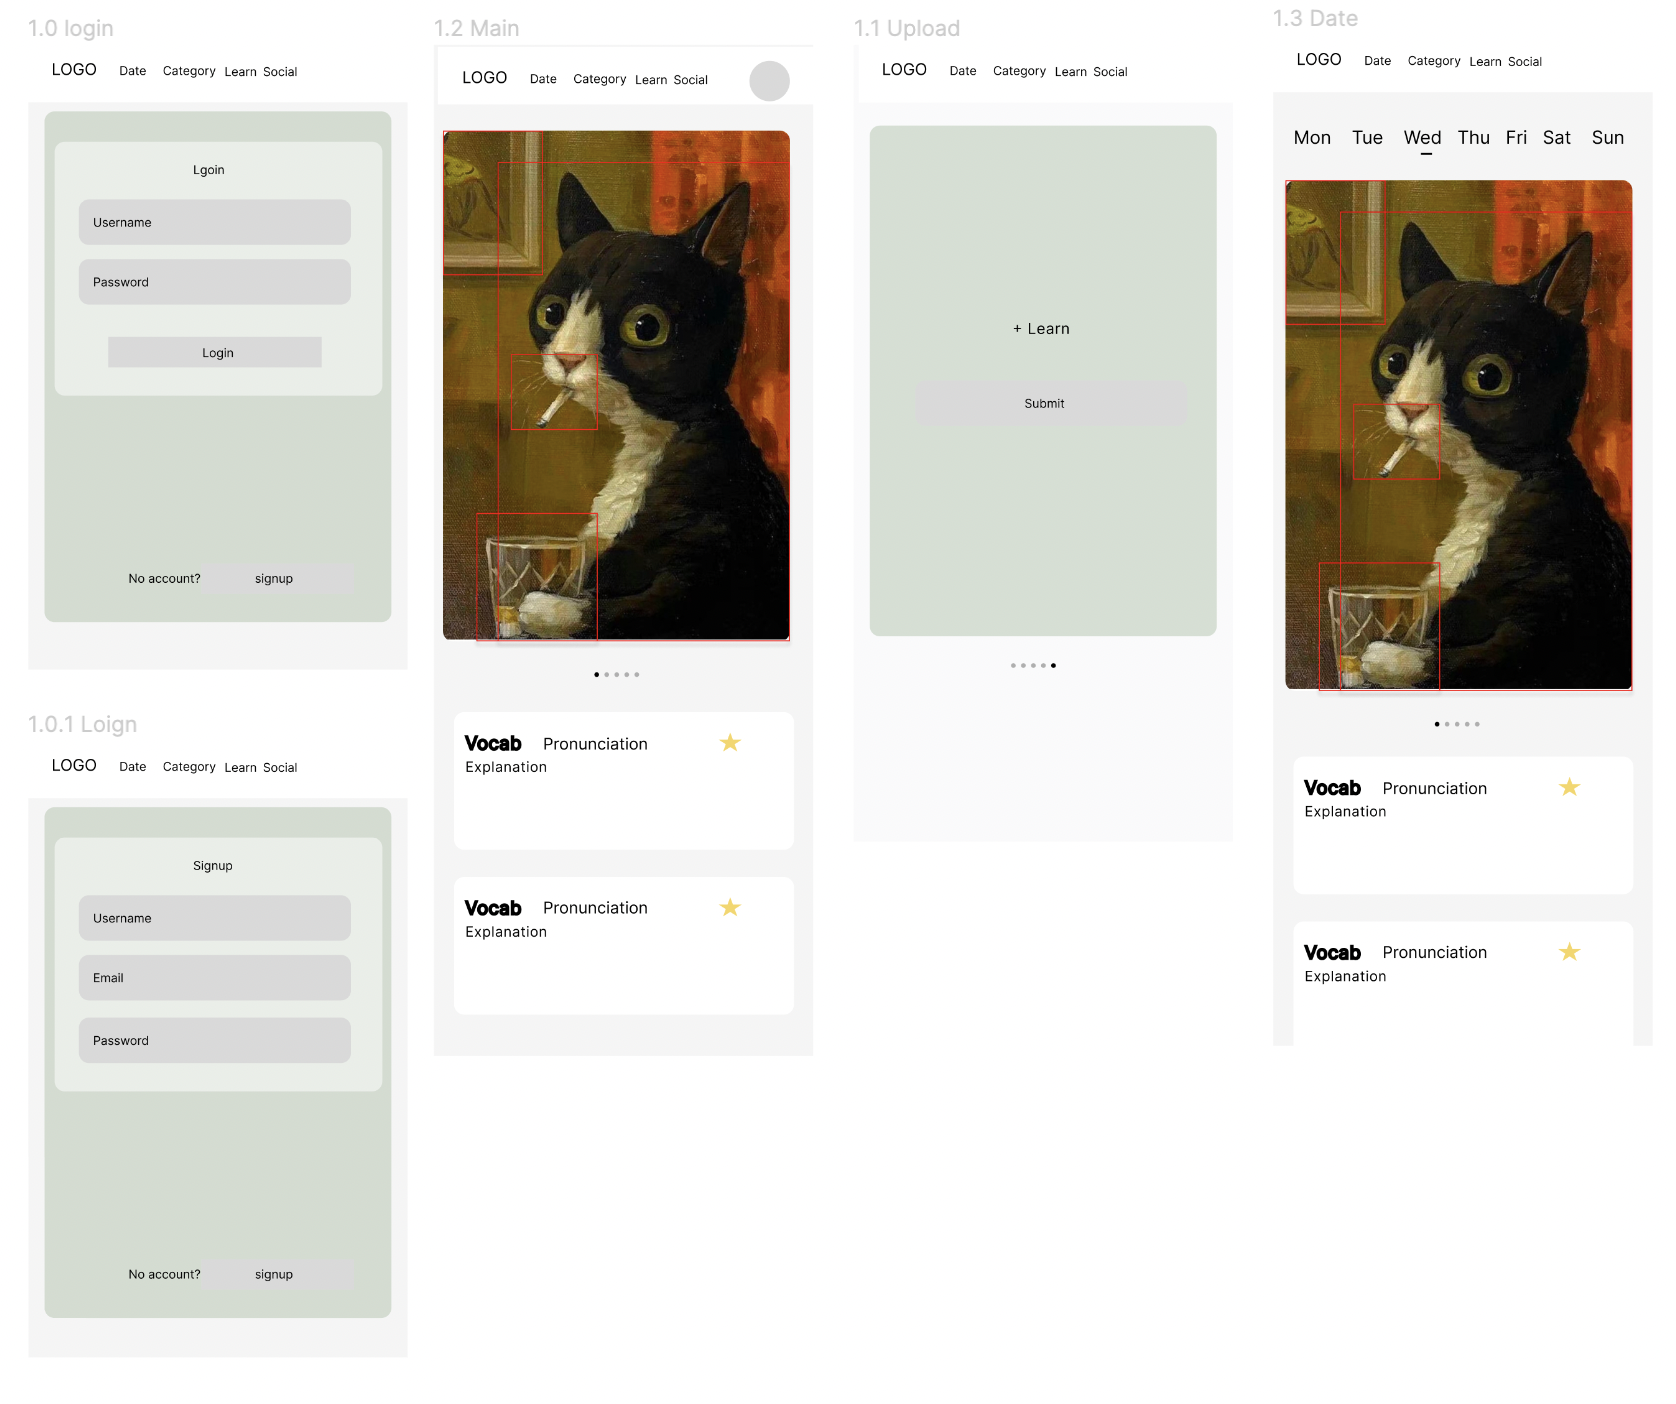 1.0 login
LOGO Date Category Learn Social
Lgoin
Username
Password
Login
No account? signup
1.0.1 Loign
LOGO Date Category Learn Social
Signup
Username
Email
Password
No account? signup
1.2 Main
LOGO Date Category Learn Social
Vocab Pronunciation
Explanation
Vocab Pronunciation
Explanation
1.1 Upload
LOGO Date Category Learn Social
+ Learn
Submit
1.3 Date
LOGO Date Category Learn Social
Mon Tue Wed Thu Fri Sat Sun
Vocab Pronunciation
Explanation
Vocab Pronunciation
Explanation